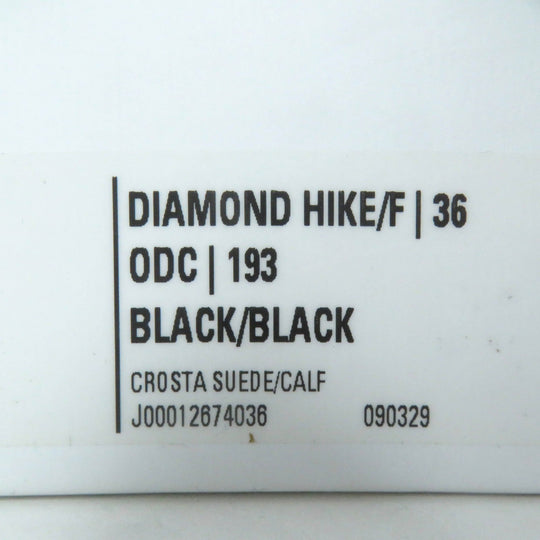 DIAMOND HIKE/F | 36
ODC | 193
BLACK/BLACK
CROSTA SUEDE/CALF
J00012674036 090329